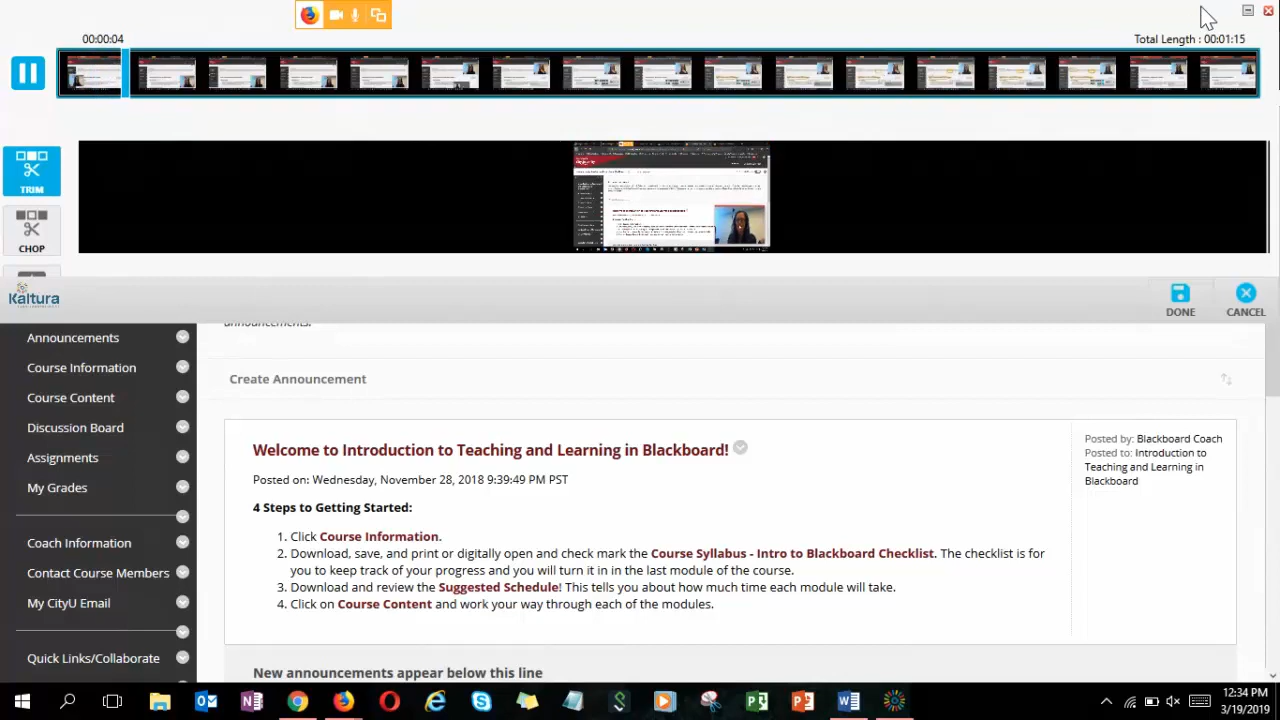 00:00:04
Total Length : 00:01:15
TRIM
CHOP
Kaltura
DONE
CANCEL
announcements.
Announcements
Course Information
Course Content
Discussion Board
Assignments
My Grades
Coach Information
Contact Course Members
My CityU Email
Quick Links/Collaborate
Create Announcement
Welcome to Introduction to Teaching and Learning in Blackboard!
Posted on: Wednesday, November 28, 2018 9:39:49 PM PST
4 Steps to Getting Started:
1. Click Course Information.
2. Download, save, and print or digitally open and check mark the Course Syllabus - Intro to Blackboard Checklist. The checklist is for
you to keep track of your progress and you will turn it in in the last module of the course.
3. Download and review the Suggested Schedule! This tells you about how much time each module will take.
4. Click on Course Content and work your way through each of the modules.
Posted by: Blackboard Coach
Posted to: Introduction to
Teaching and Learning in
Blackboard
New announcements appear below this line
12:34 PM
3/19/2019